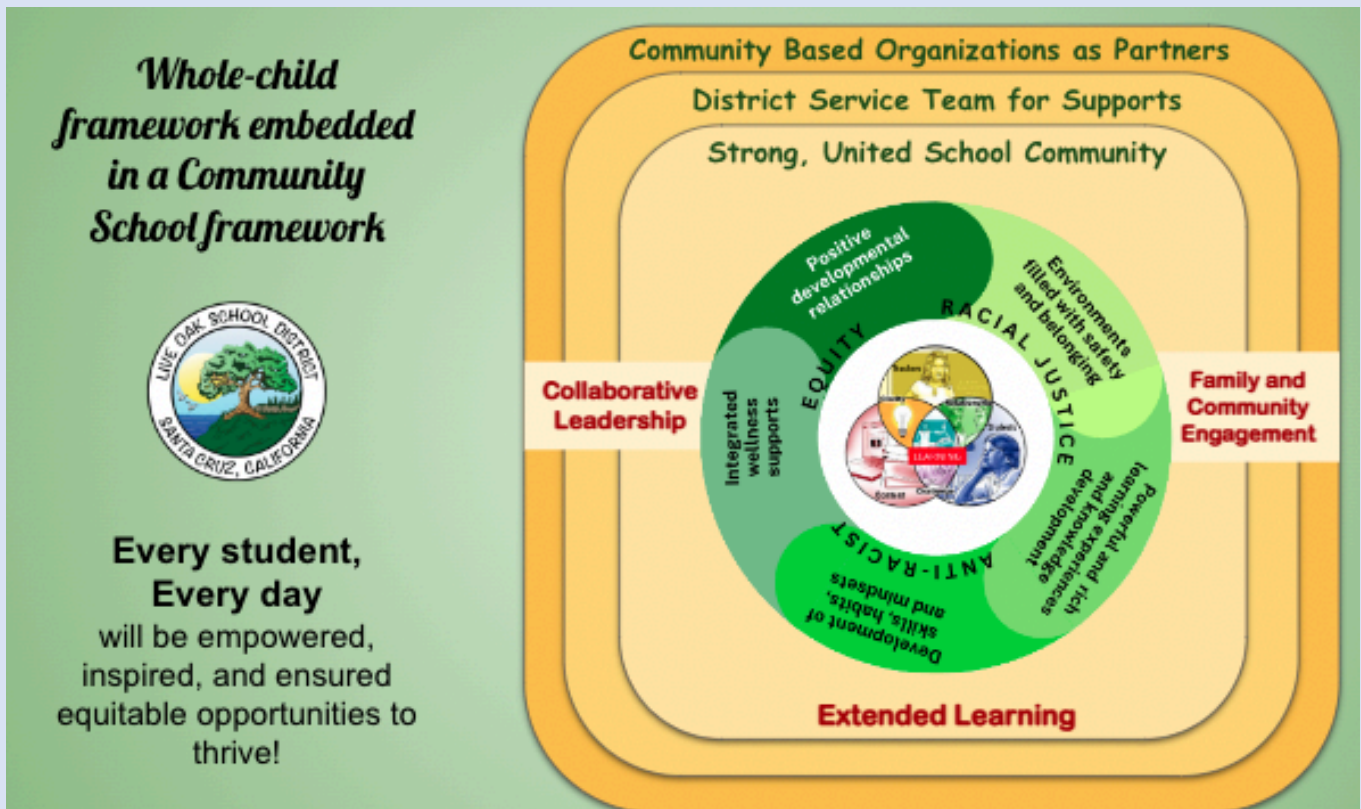 Whole-child
framework embedded
in a Community
School framework
LIVE OAK SCHOOL DISTRICT
SANTA CRUZ, CALIFORNIA
Every student,
Every day
will be empowered,
inspired, and ensured
equitable opportunities to
thrive!
Community Based Organizations as Partners
District Service Team for Supports
Strong, United School Community
Positive
developmental
relationships
Environments
filled with safety
and belonging
Powerful and rich
learning experiences
and knowledge
development
Development of
skills, habits,
and mindsets
Integrated
wellness
supports
EQUITY
RACIAL JUSTICE
ANTI-RACIST
LEARNING
Content
Students
Collaborative
Leadership
Family and
Community
Engagement
Extended Learning